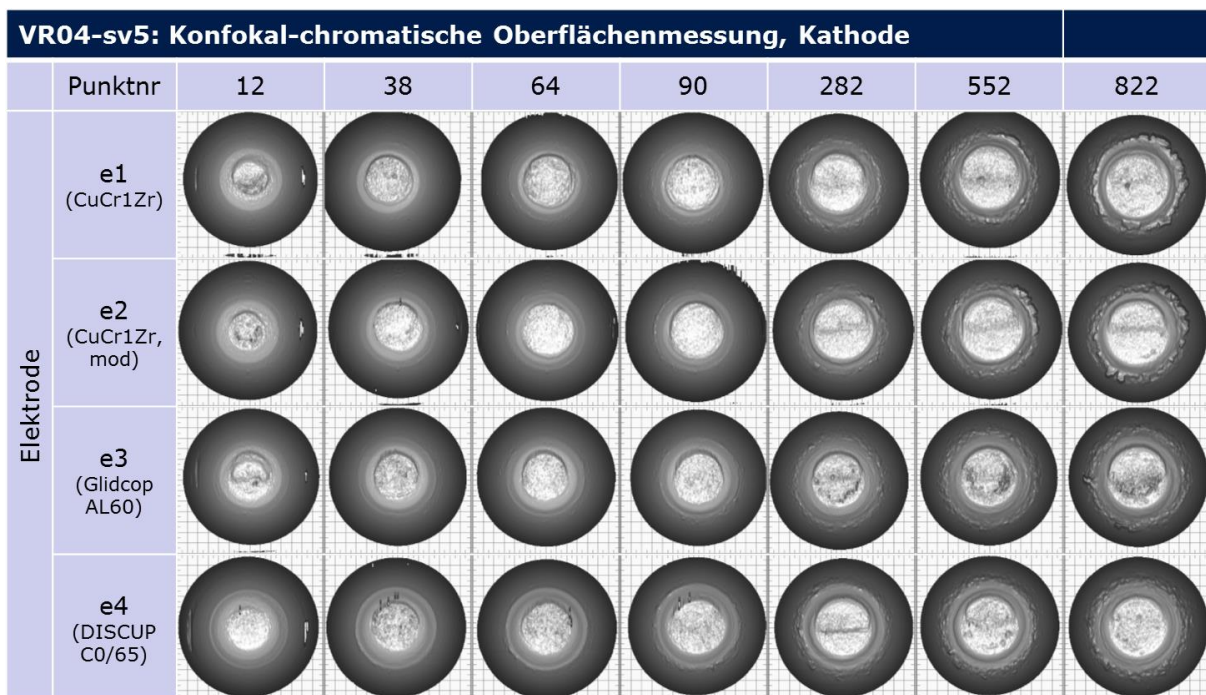 VR04-sv5: Konfokal-chromatische Oberflächenmessung, Kathode
Punktnr 12 38 64 90 282 552 822
Elektrode
e1
(CuCr1Zr)
e2
(CuCr1Zr,
mod)
e3
(Glidcop
AL60)
e4
(DISCUP
C0/65)